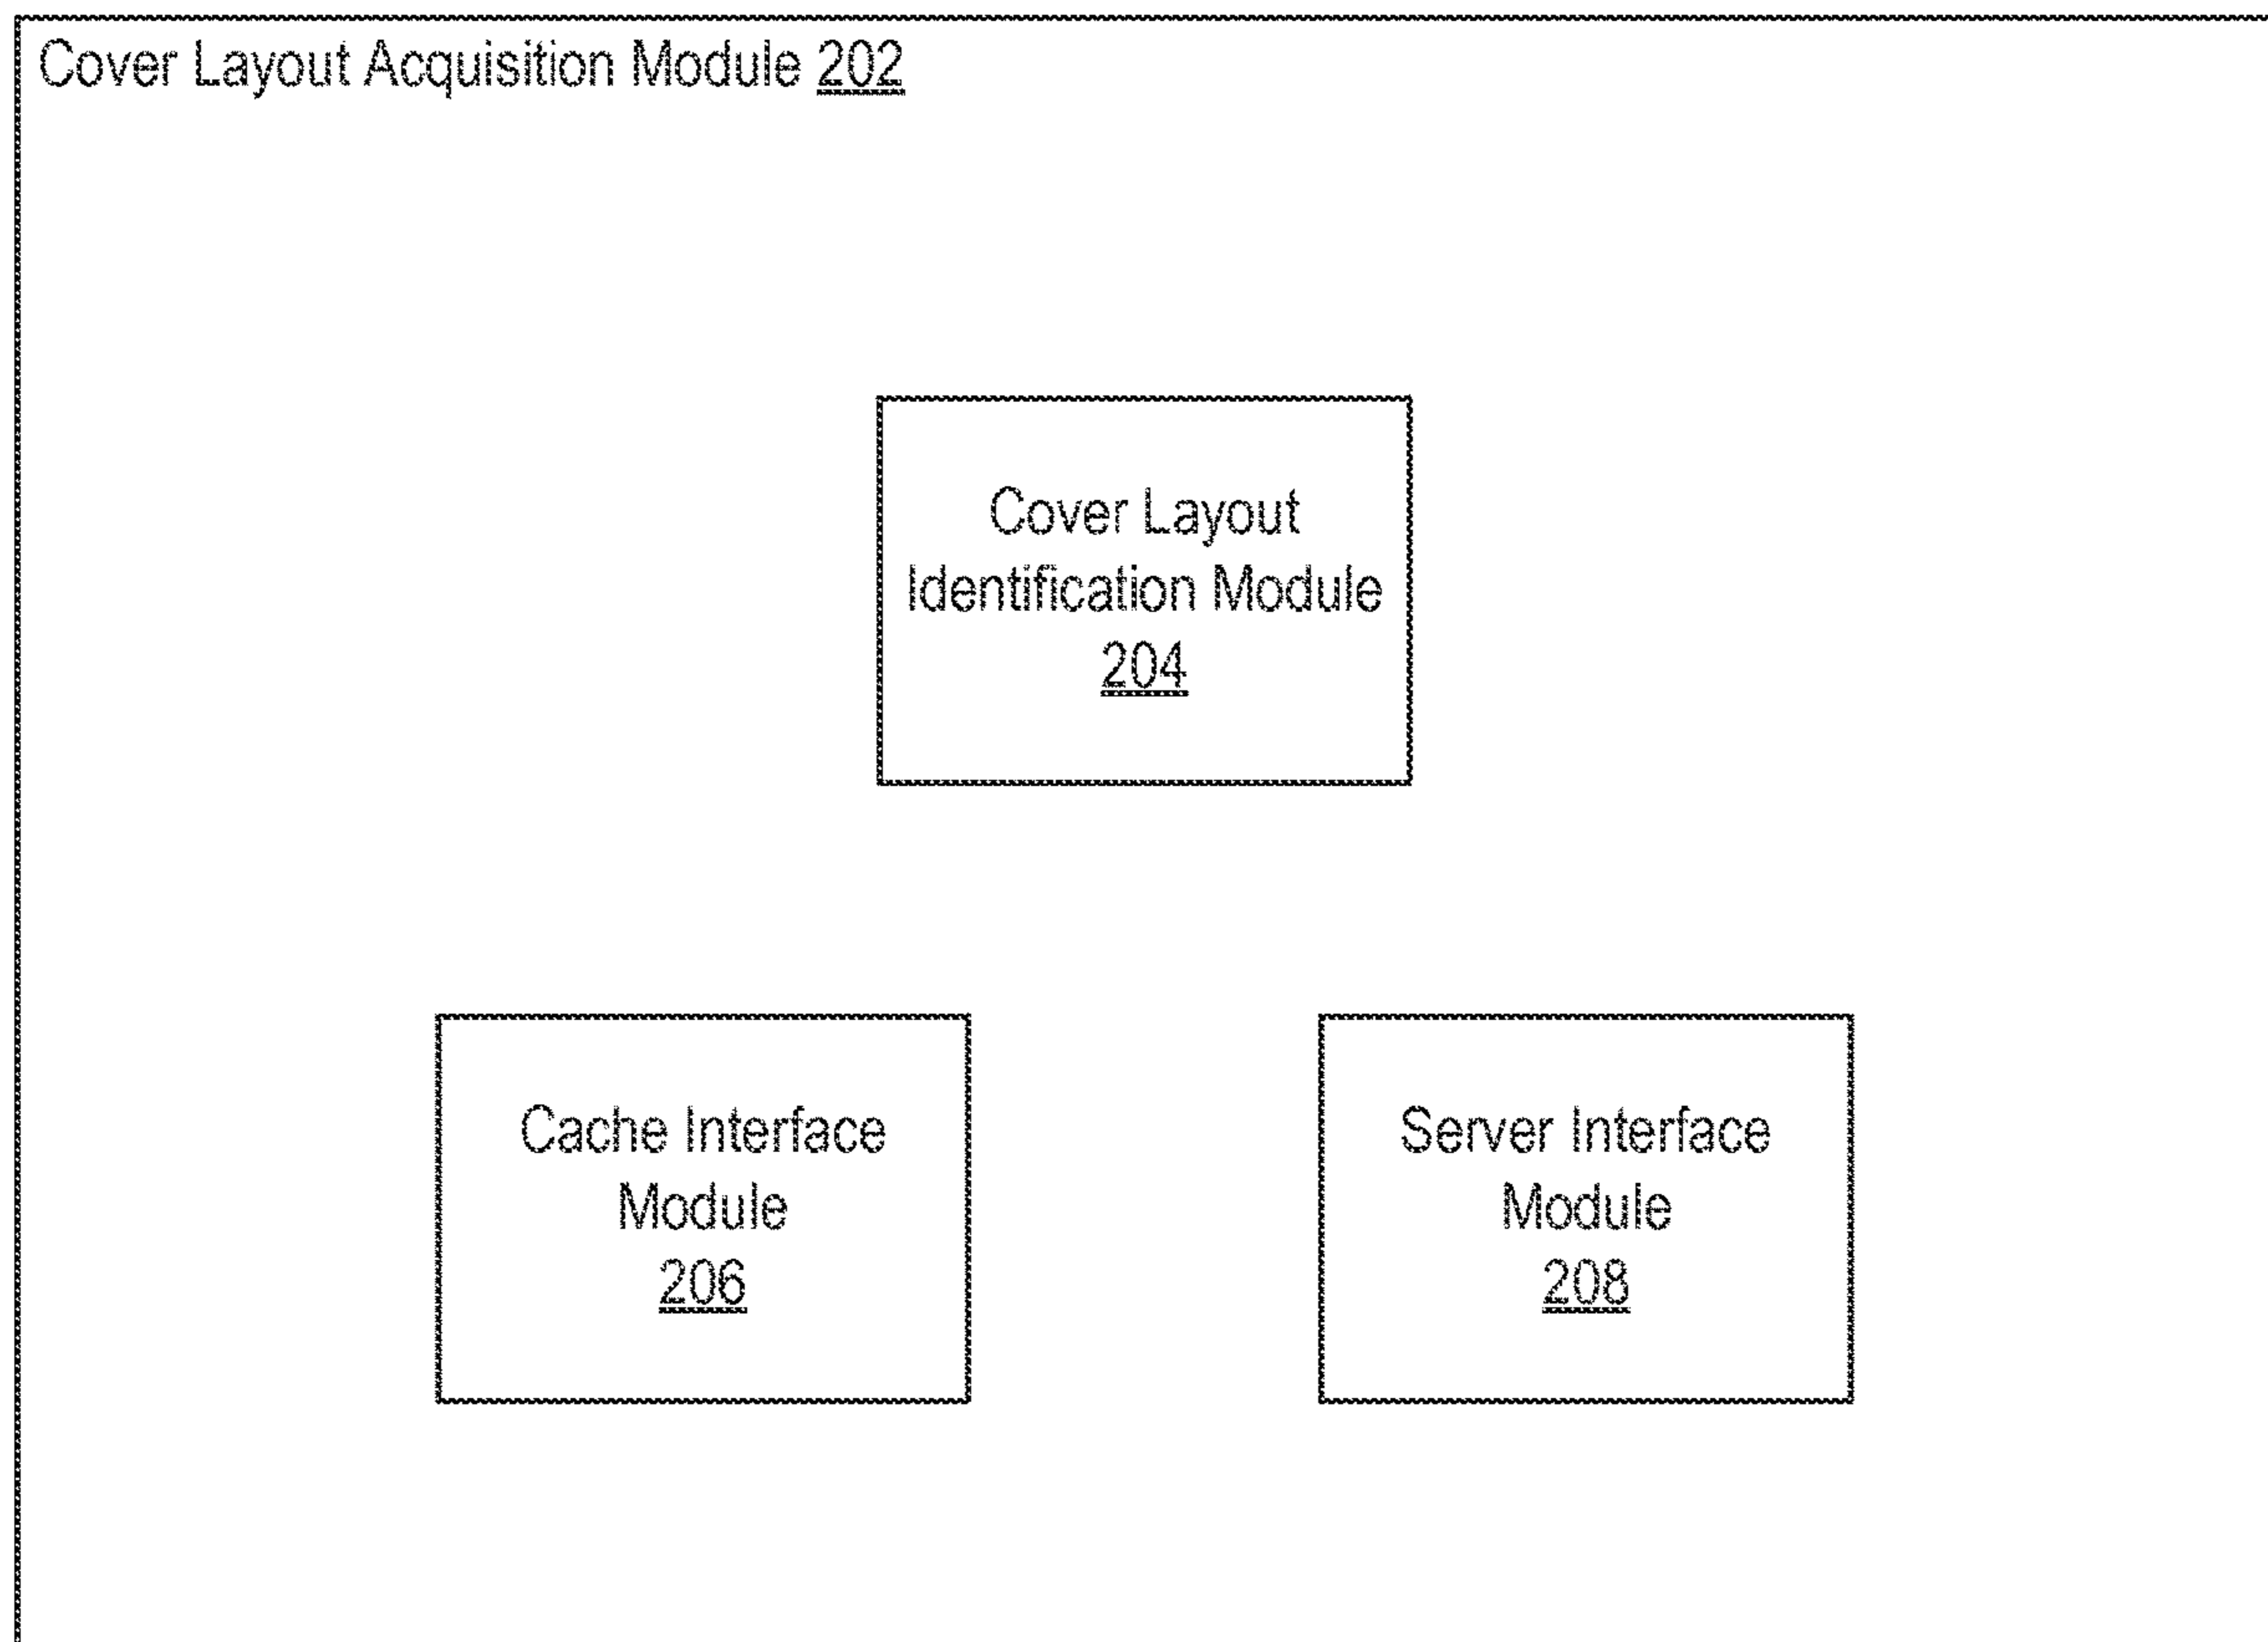 Cover Layout Acquisition Module 202
Cover Layout
Identification Module
204
Cache Interface
Module
206
Server Interface
Module
208